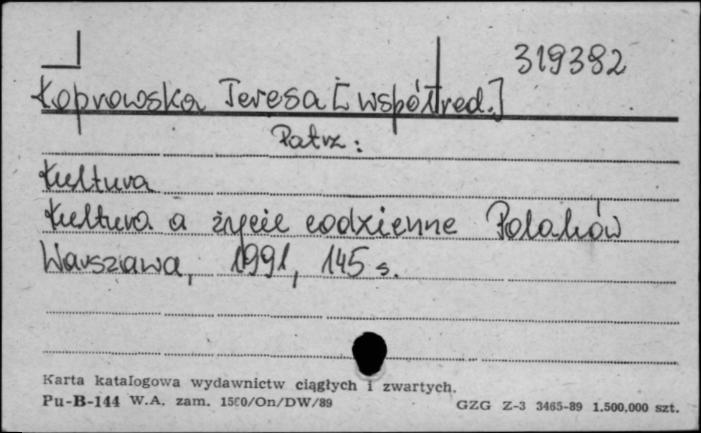 319382
Koprowska Teresa [współred.]
Patrz:
Kultura
Kultura a życie codzienne Polaków
Warszawa, 1991, 145 s.
Karta katalogowa wydawnictw ciągłych i zwartych.
Pu-B-144 W.A. zam. 1560/On/DW/89 GZG Z-3 3465-89 1.500.000 szt.